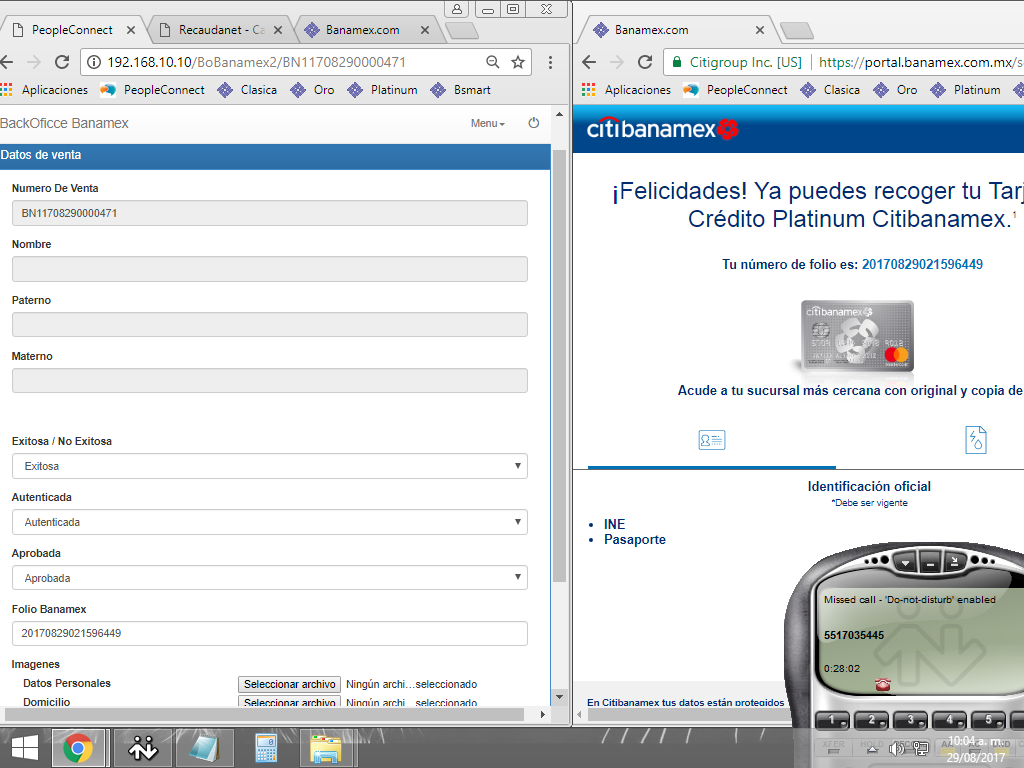 PeopleConnect
Recaudanet - Ca
Banamex.com
192.168.10.10/BoBanamex2/BN11708290000471
Aplicaciones PeopleConnect Clasica Oro Platinum Bsmart
BackOficce Banamex
Menu
Datos de venta
Numero De Venta
BN11708290000471
Nombre
Paterno
Materno
Exitosa / No Exitosa
Exitosa
Autenticada
Autenticada
Aprobada
Aprobada
Folio Banamex
20170829021596449
Imagenes
Datos Personales Seleccionar archivo Ningún archi...seleccionado
Domicilio Seleccionar archivo Ningún archi...seleccionado
Banamex.com
Citigroup Inc. [US] https://portal.banamex.com.mx/s
Aplicaciones PeopleConnect Clasica Oro Platinum
citibanamex
¡Felicidades! Ya puedes recoger tu Tarj
Crédito Platinum Citibanamex.1
Tu número de folio es: 20170829021596449
citibanamex
Acude a tu sucursal más cercana con original y copia de
Identificación oficial
*Debe ser vigente
INE
Pasaporte
En Citibanamex tus datos están protegidos
Missed call - 'Do-not-disturb' enabled
5517035445
0:28:02
1 2 3 4 5
XFER HOLD
10:04 a. m.
29/08/2017